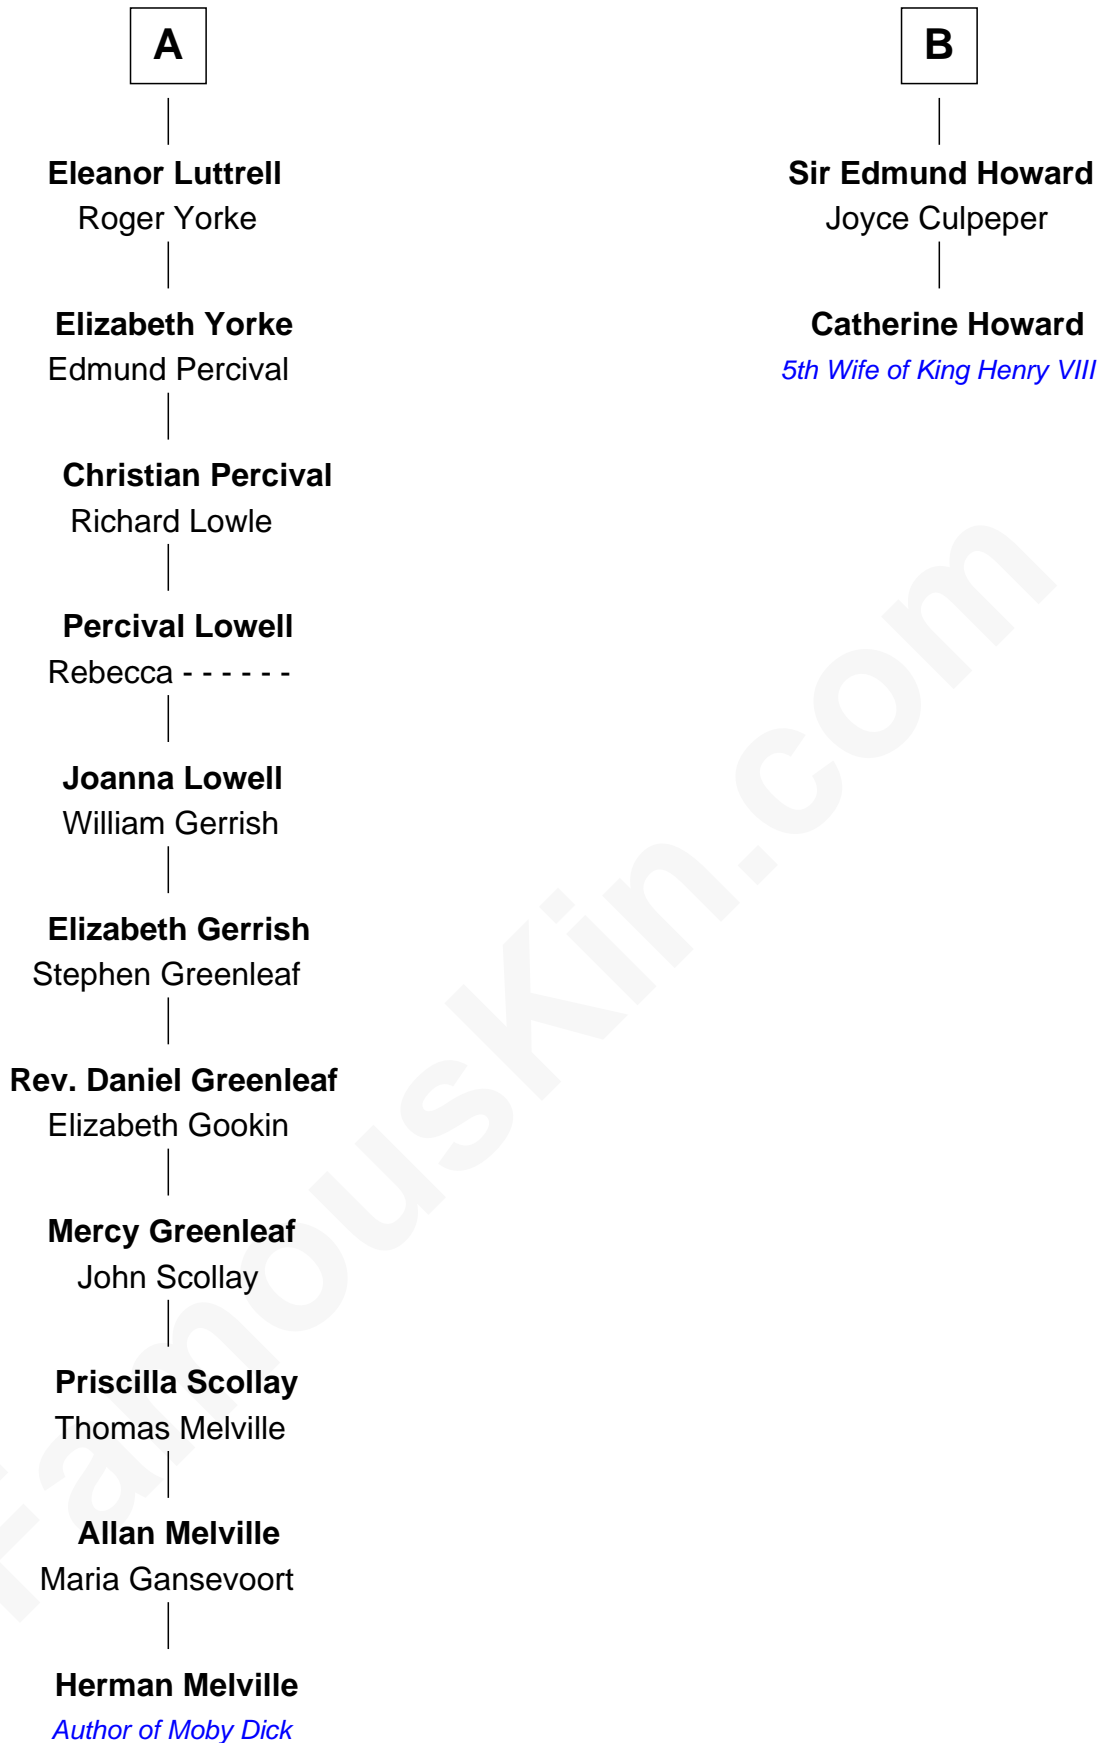 A
Eleanor Luttrell
Roger Yorke
Elizabeth Yorke
Edmund Percival
Christian Percival
Richard Lowle
Percival Lowell
Rebecca - - - - - -
Joanna Lowell
William Gerrish
Elizabeth Gerrish
Stephen Greenleaf
Rev. Daniel Greenleaf
Elizabeth Gookin
Mercy Greenleaf
John Scollay
Priscilla Scollay
Thomas Melville
Allan Melville
Maria Gansevoort
Herman Melville
Author of Moby Dick
B
Sir Edmund Howard
Joyce Culpeper
Catherine Howard
5th Wife of King Henry VIII
FamousKin.com